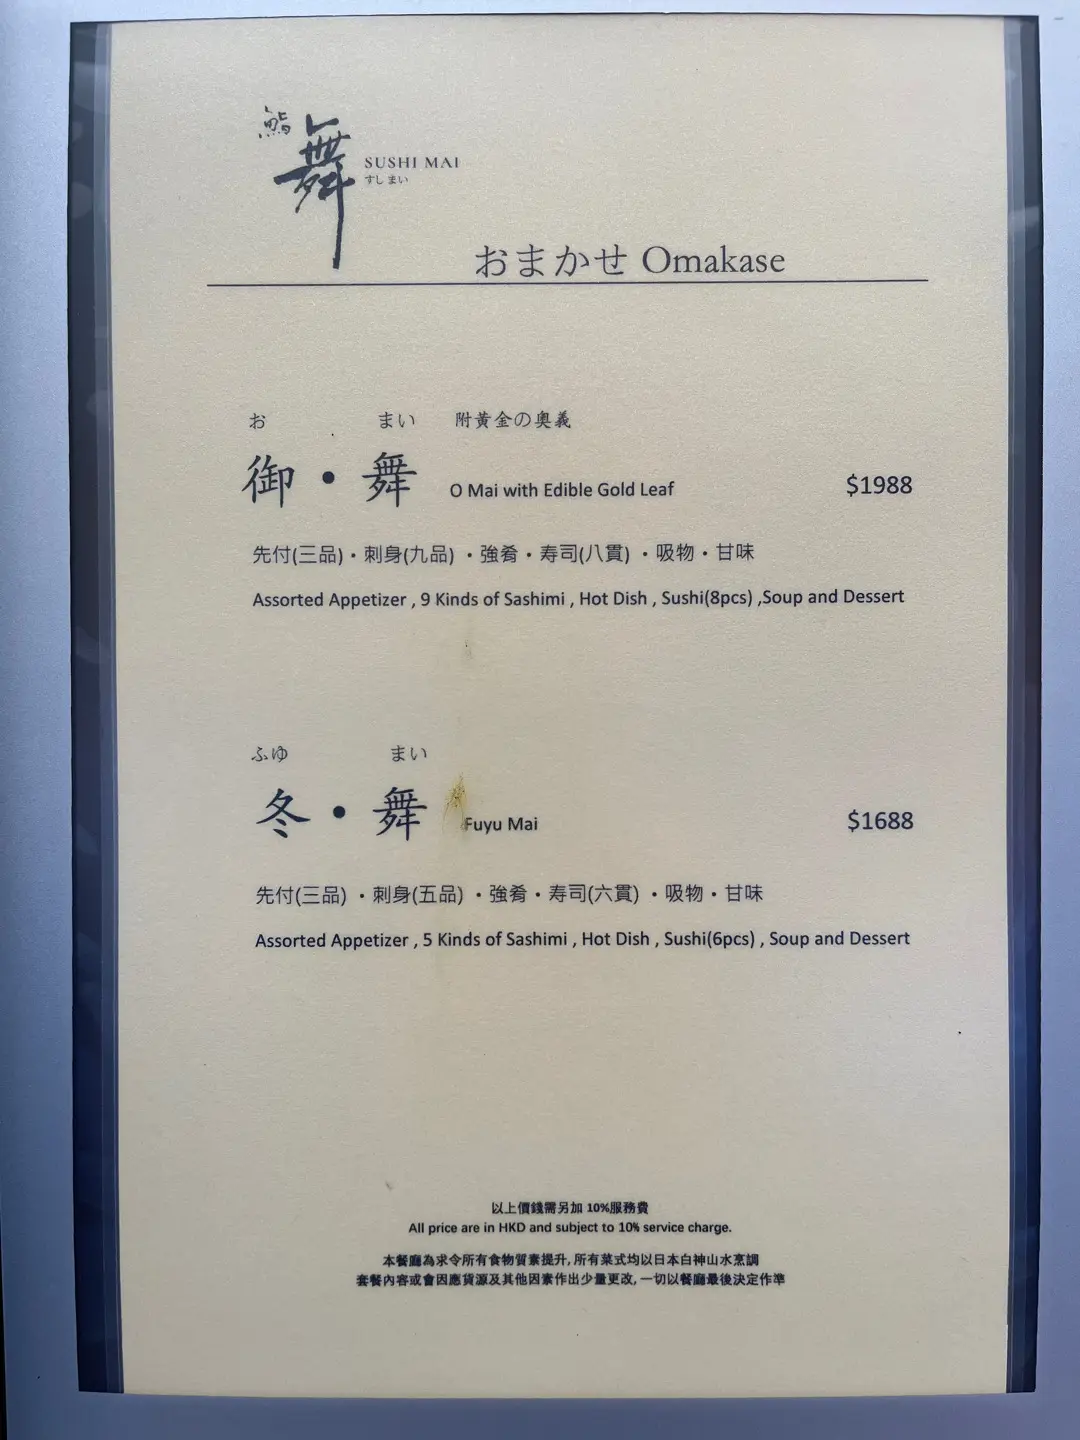 鮨
舞
SUSHI MAI
すし まい
おまかせ Omakase
お まい 附黃金の奧義
御・舞 O Mai with Edible Gold Leaf $1988
先付(三品)・刺身(九品)・強肴・寿司(八貫)・吸物・甘味
Assorted Appetizer , 9 Kinds of Sashimi , Hot Dish , Sushi(8pcs) ,Soup and Dessert
ふゆ まい
冬・舞 Fuyu Mai $1688
先付(三品)・刺身(五品)・強肴・寿司(六貫)・吸物・甘味
Assorted Appetizer , 5 Kinds of Sashimi , Hot Dish , Sushi(6pcs) , Soup and Dessert
以上價錢需另加 10%服務費
All price are in HKD and subject to 10% service charge.
本餐廳為求令所有食物質素提升, 所有菜式均以日本白神山水烹調
套餐內容或會因應貨源及其他因素作出少量更改, 一切以餐廳最後決定作準